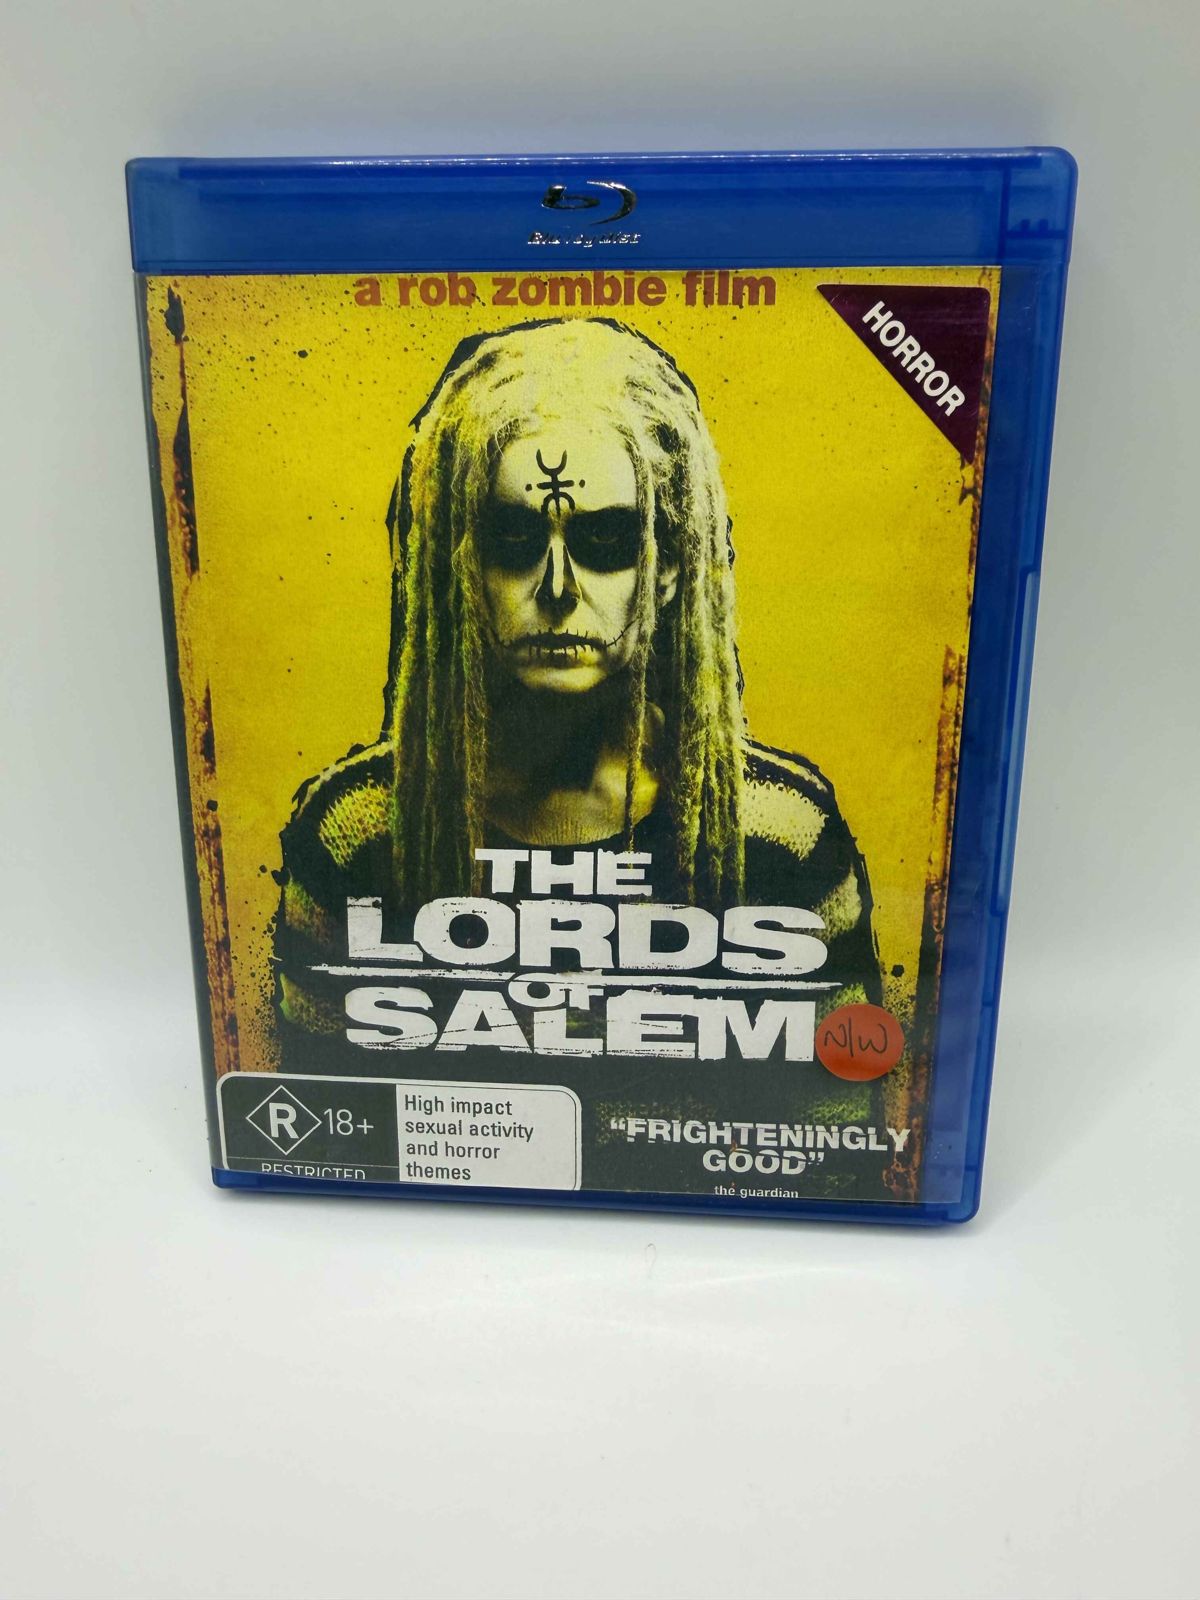 Blu-ray Disc
a rob zombie film
HORROR
THE
LORDS
OF
SALEM
N/W
R 18+
RESTRICTED
High impact
sexual activity
and horror
themes
"FRIGHTENINGLY
GOOD"
the guardian